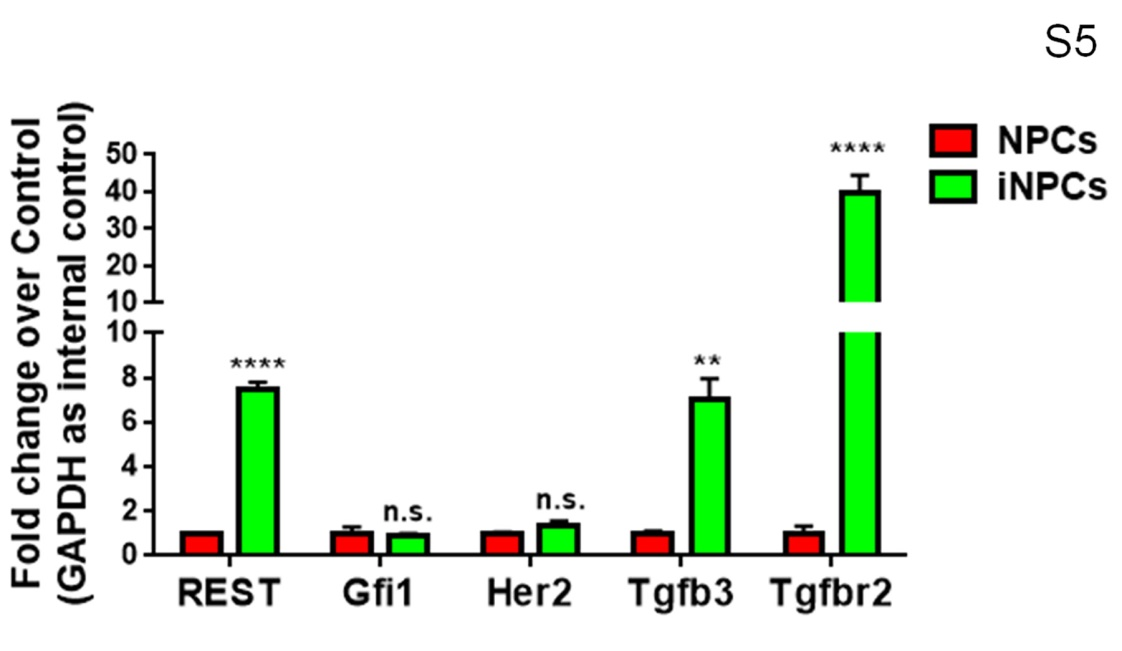 S5
Fold change over Control
(GAPDH as internal control)
50
40
30
20
10
10
8
6
4
2
0
****
n.s.
n.s.
**
****
REST
Gfi1
Her2
Tgfb3
Tgfbr2
NPCs
iNPCs